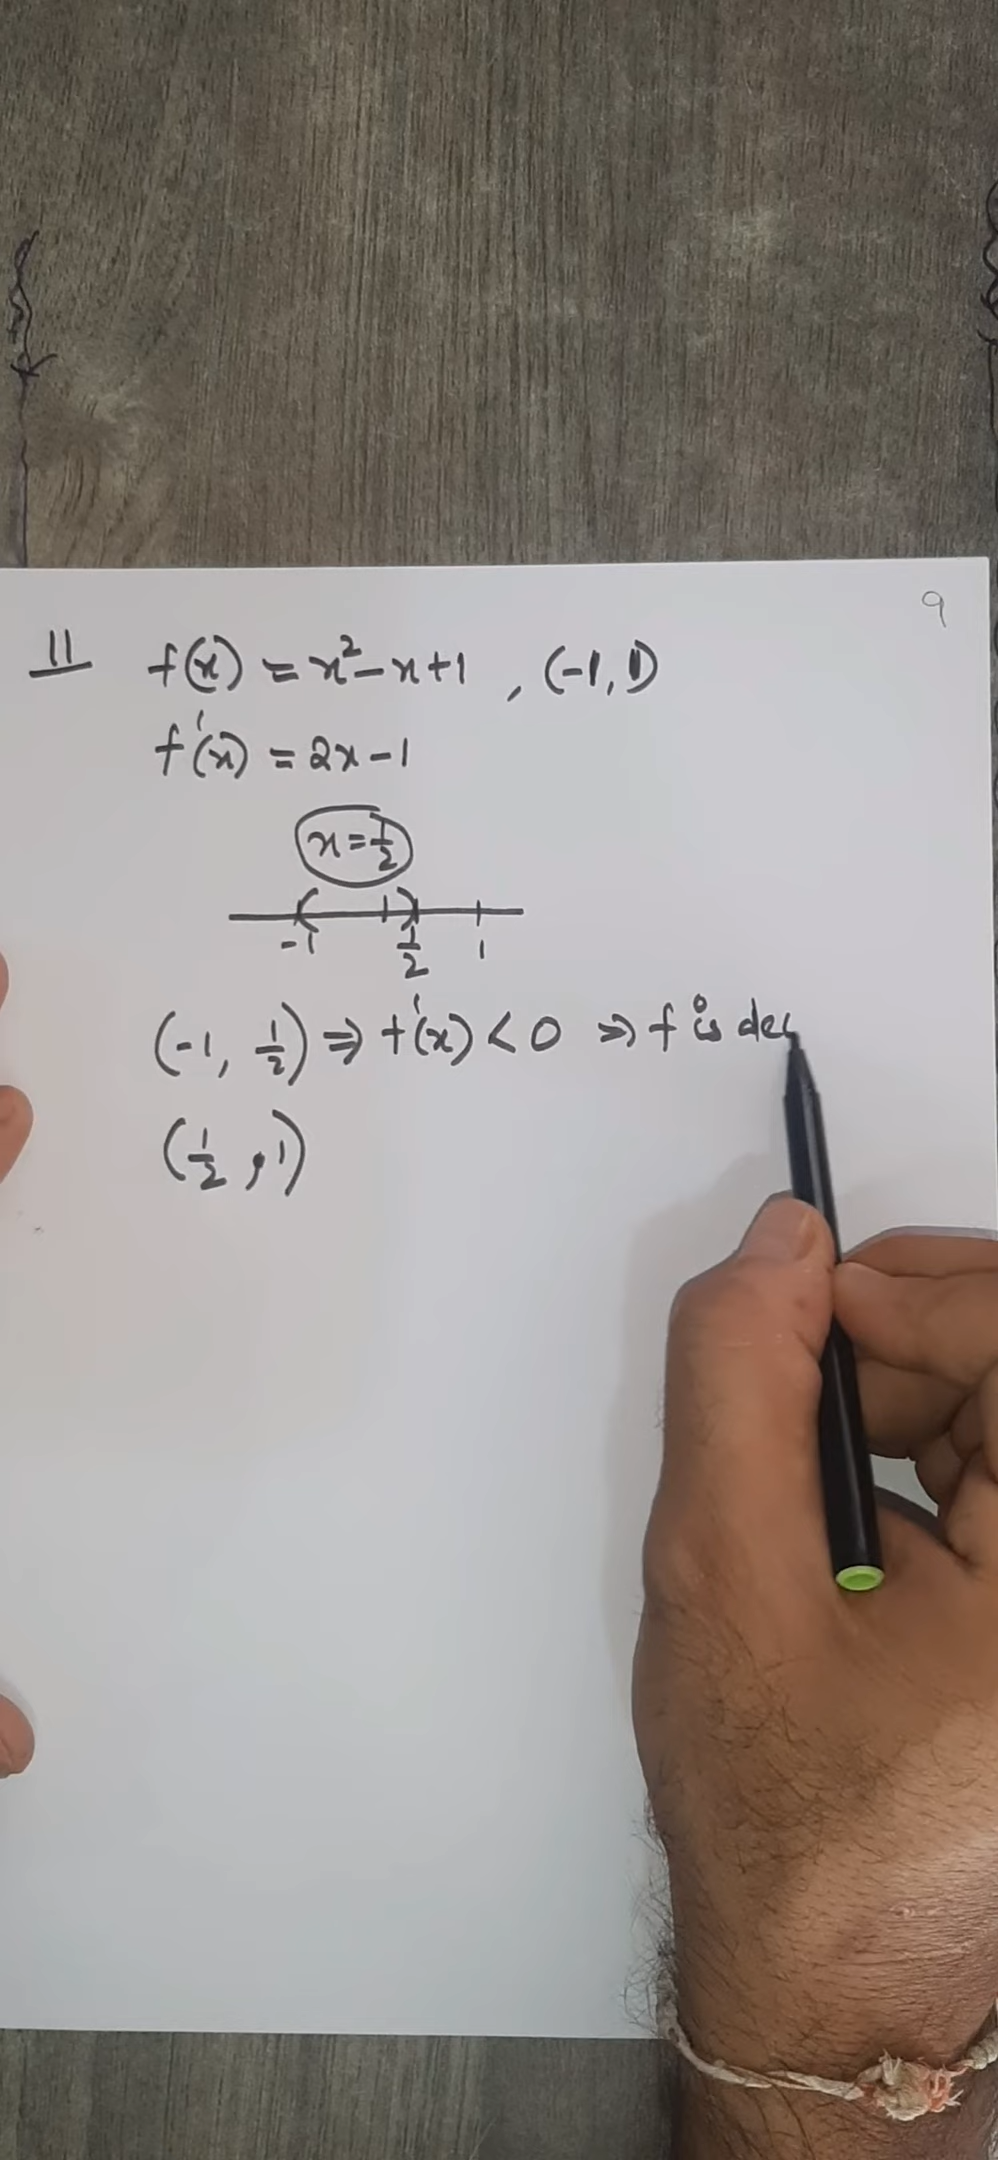 9
11 f(x) = x² - x + 1 , (-1, 1)
f'(x) = 2x - 1
x = 1/2
-1 1/2 1
(-1, 1/2) ⇒ f'(x) < 0 ⇒ f is dec
(1/2, 1)